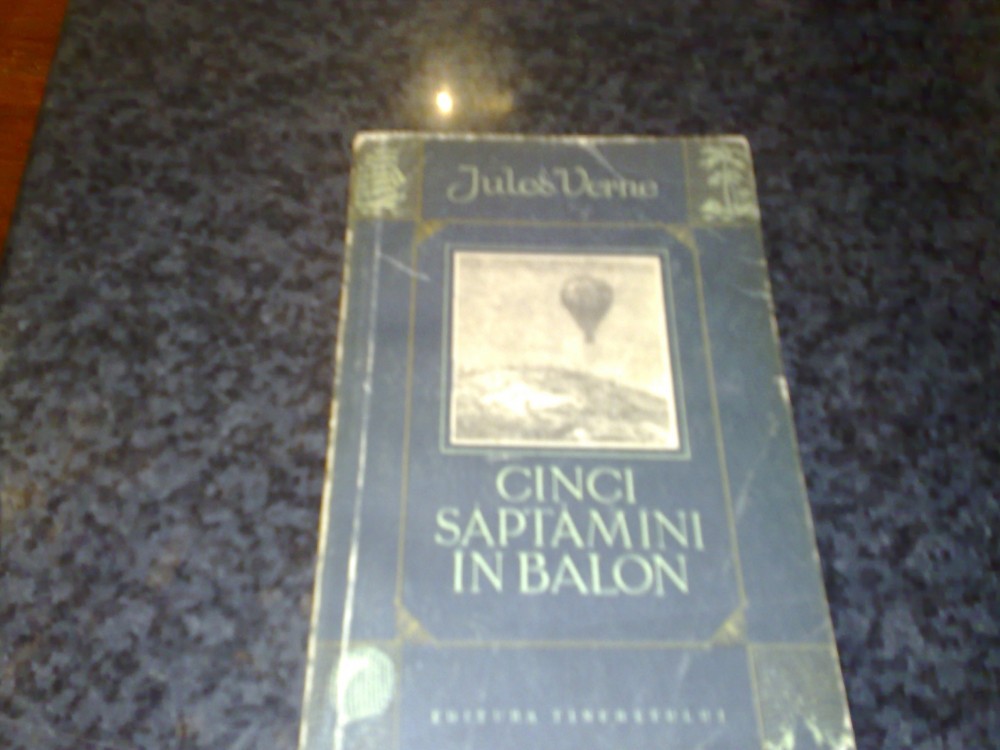 Jules Verne
CINCI
SAPTAMINI
IN BALON
EDITURA TINERETULUI